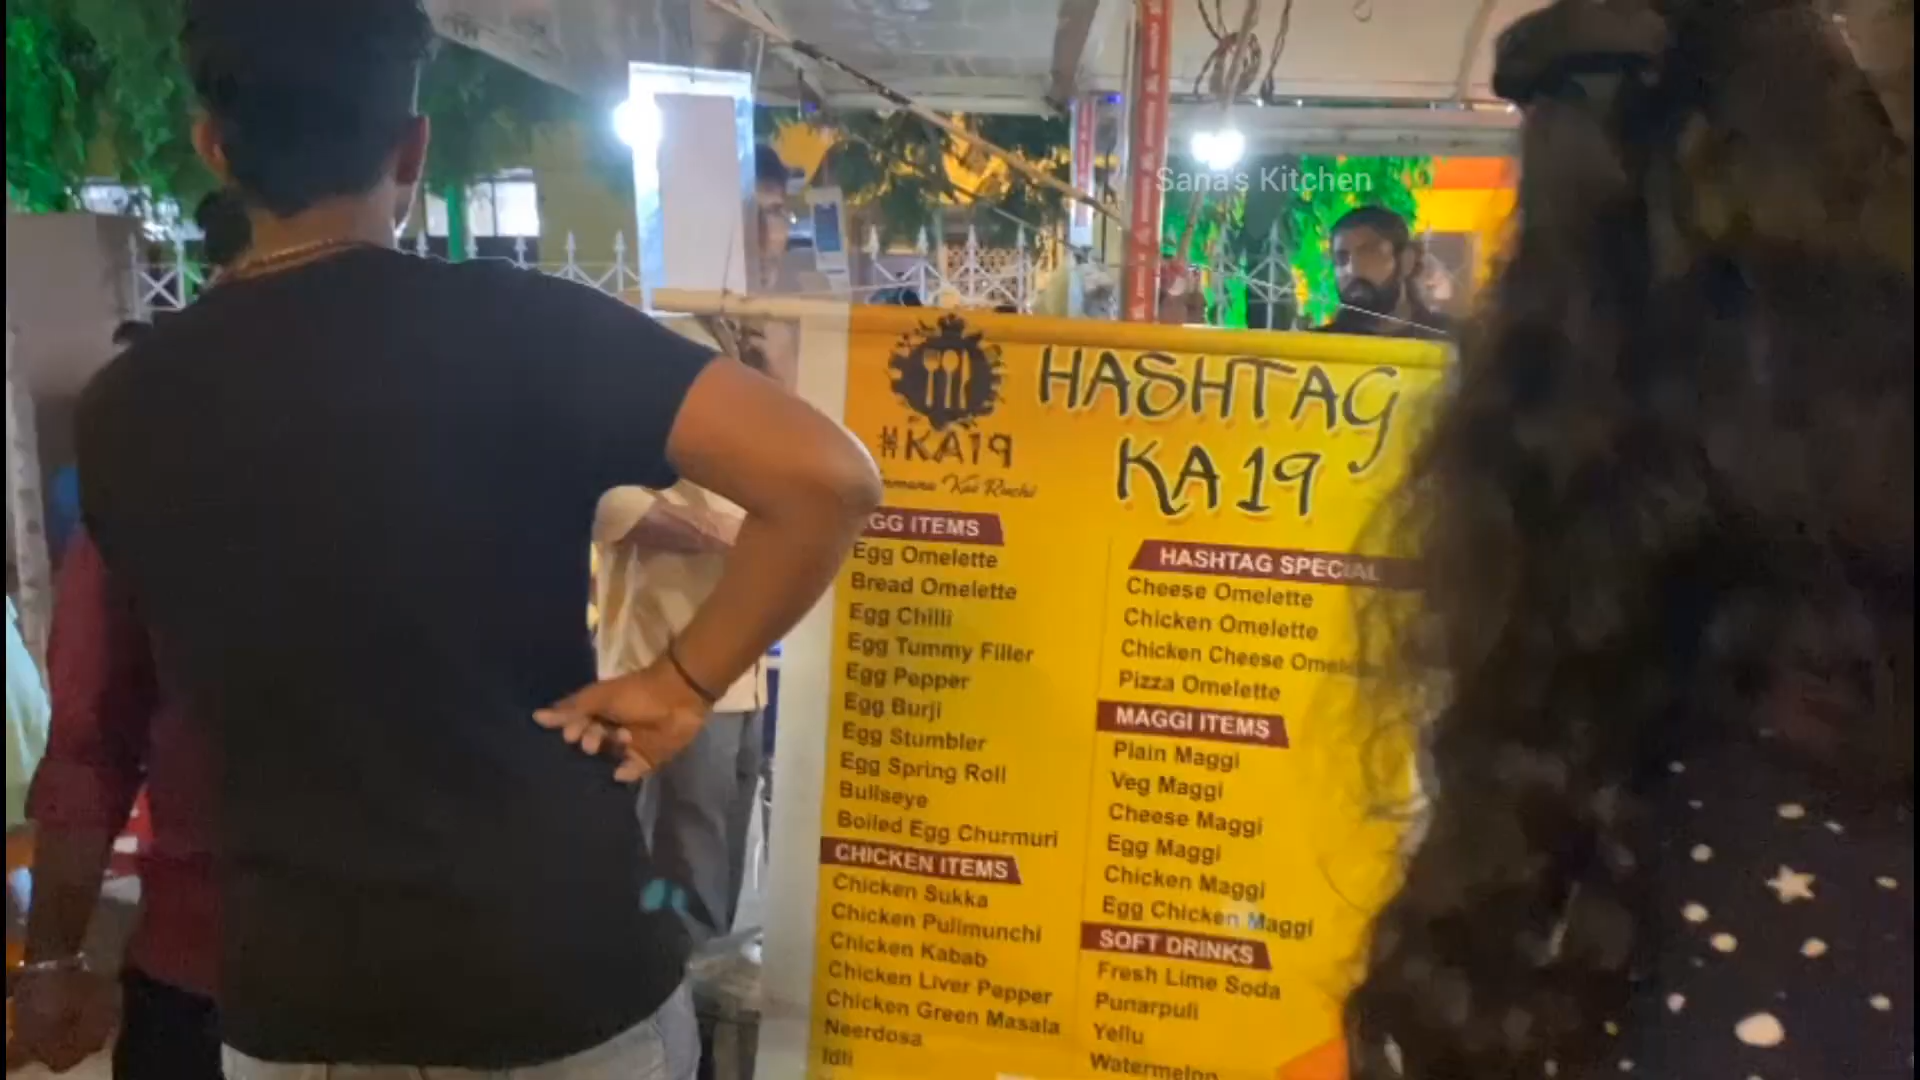 Sana's Kitchen
HASHTAG
KA19
#KA19
Kai Ruchi
EGG ITEMS
Egg Omelette
Bread Omelette
Egg Chilli
Egg Tummy Filler
Egg Pepper
Egg Burji
Egg Stumbler
Egg Spring Roll
Bullseye
Boiled Egg Churmuri
CHICKEN ITEMS
Chicken Sukka
Chicken Pulimunchi
Chicken Kabab
Chicken Liver Pepper
Chicken Green Masala
Neerdosa
Idli
HASHTAG SPECIAL
Cheese Omelette
Chicken Omelette
Chicken Cheese
Pizza Omelette
MAGGI ITEMS
Plain Maggi
Veg Maggi
Cheese Maggi
Egg Maggi
Chicken Maggi
Egg Chicken Maggi
SOFT DRINKS
Fresh Lime Soda
Punarpuli
Yellu
Watermelon